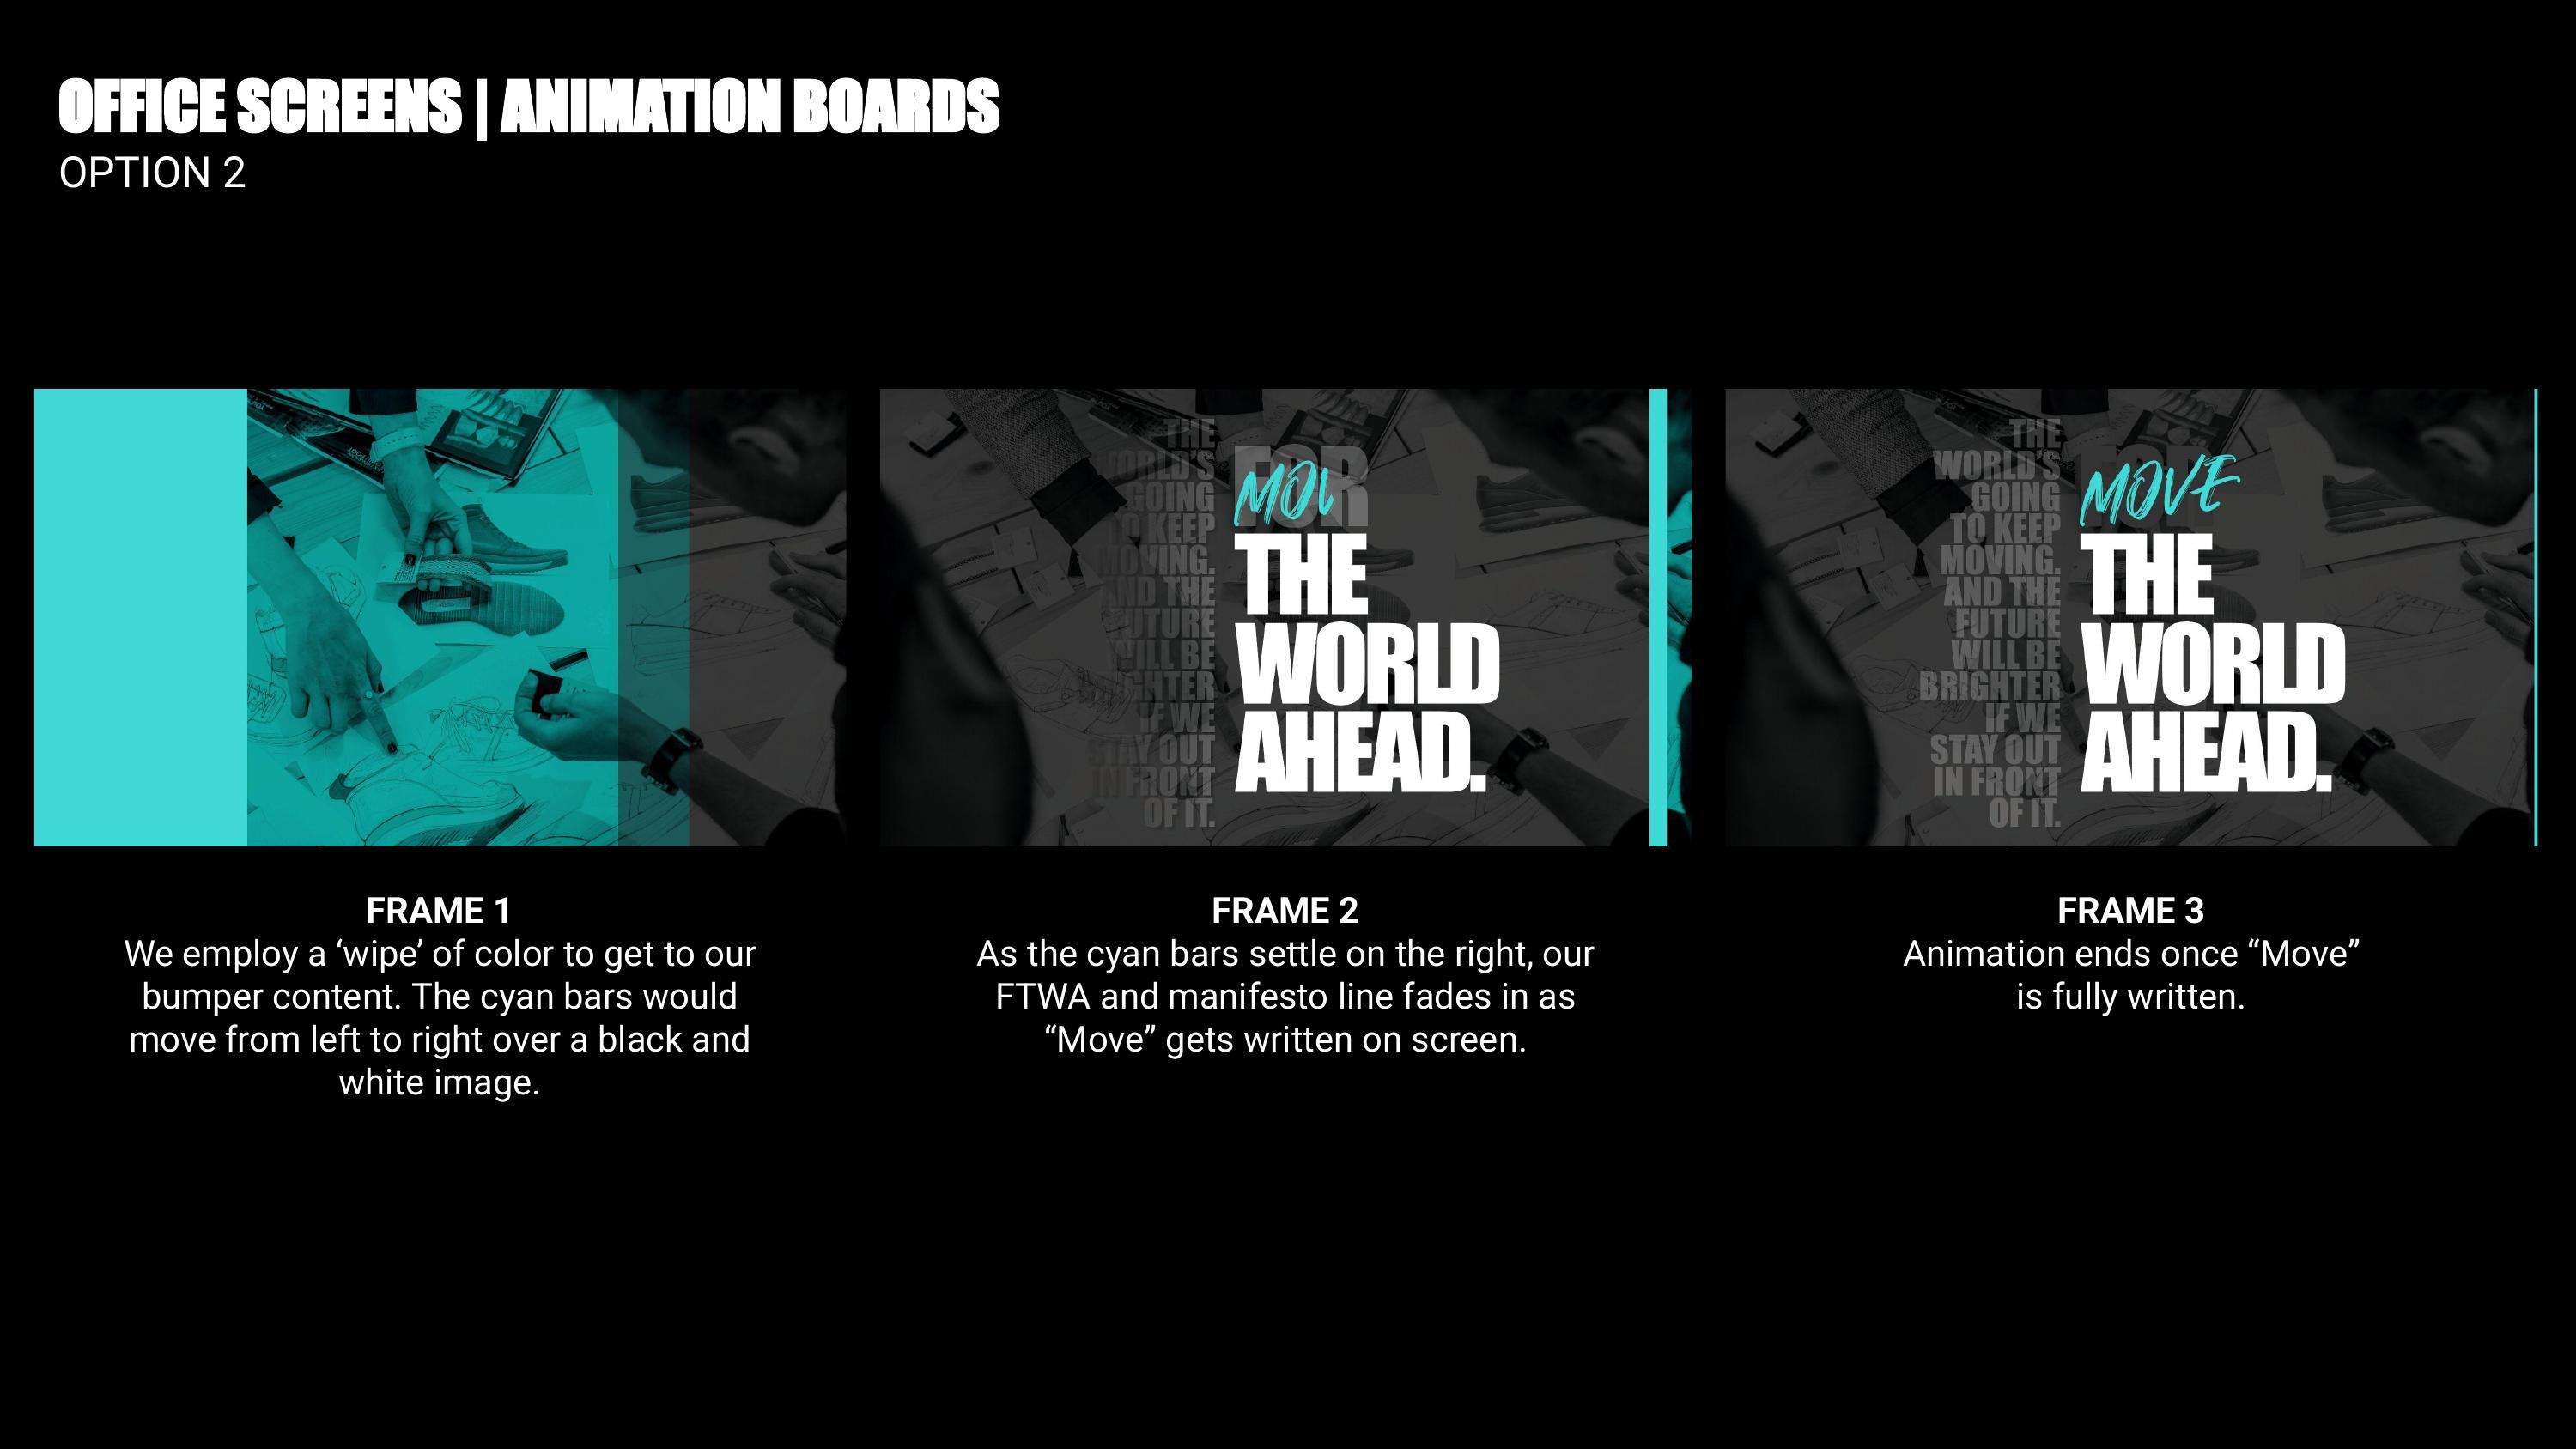 OFFICE SCREENS | ANIMATION BOARDS
OPTION 2
THE
WORLD'S
GOING
TO KEEP
MOVING.
AND THE
FUTURE
WILL BE
IF WE
STAY OUT
IN FRONT
OF IT.
FOR
MOV
THE
WORLD
AHEAD.
THE
WORLD'S
GOING
TO KEEP
MOVING.
AND THE
FUTURE
WILL BE
BRIGHTER
IF WE
STAY OUT
IN FRONT
OF IT.
MOVE
THE
WORLD
AHEAD.
FRAME 1
We employ a ‘wipe’ of color to get to our
bumper content. The cyan bars would
move from left to right over a black and
white image.
FRAME 2
As the cyan bars settle on the right, our
FTWA and manifesto line fades in as
“Move” gets written on screen.
FRAME 3
Animation ends once “Move”
is fully written.